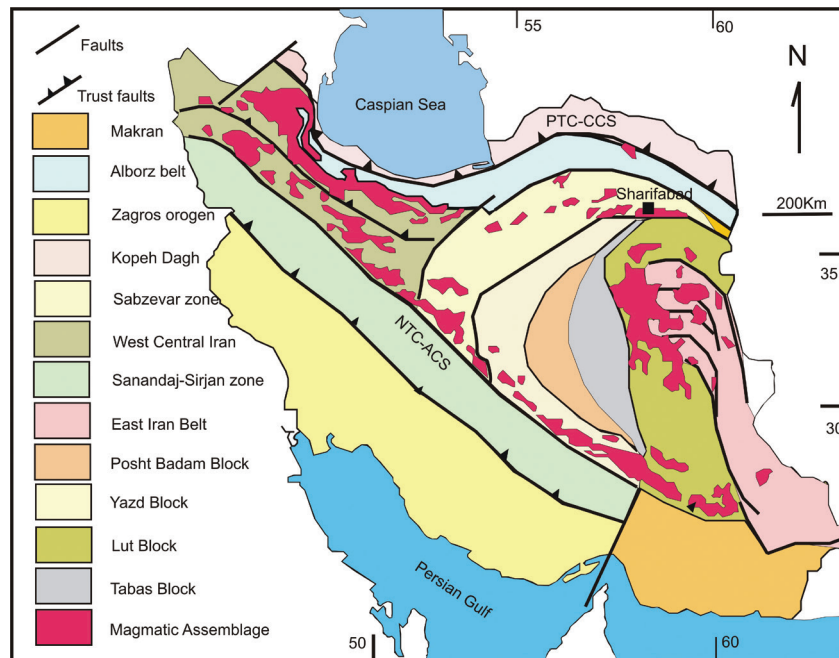 55
60
Faults
N
Trust faults
Caspian Sea
PTC-CCS
Makran
Alborz belt
Sharifabad
200Km
Zagros orogen
Kopeh Dagh
35
Sabzevar zone
West Central Iran
NTC-ACS
Sanandaj-Sirjan zone
30
East Iran Belt
Posht Badam Block
Yazd Block
Lut Block
Tabas Block
Persian Gulf
Magmatic Assemblage
50
60